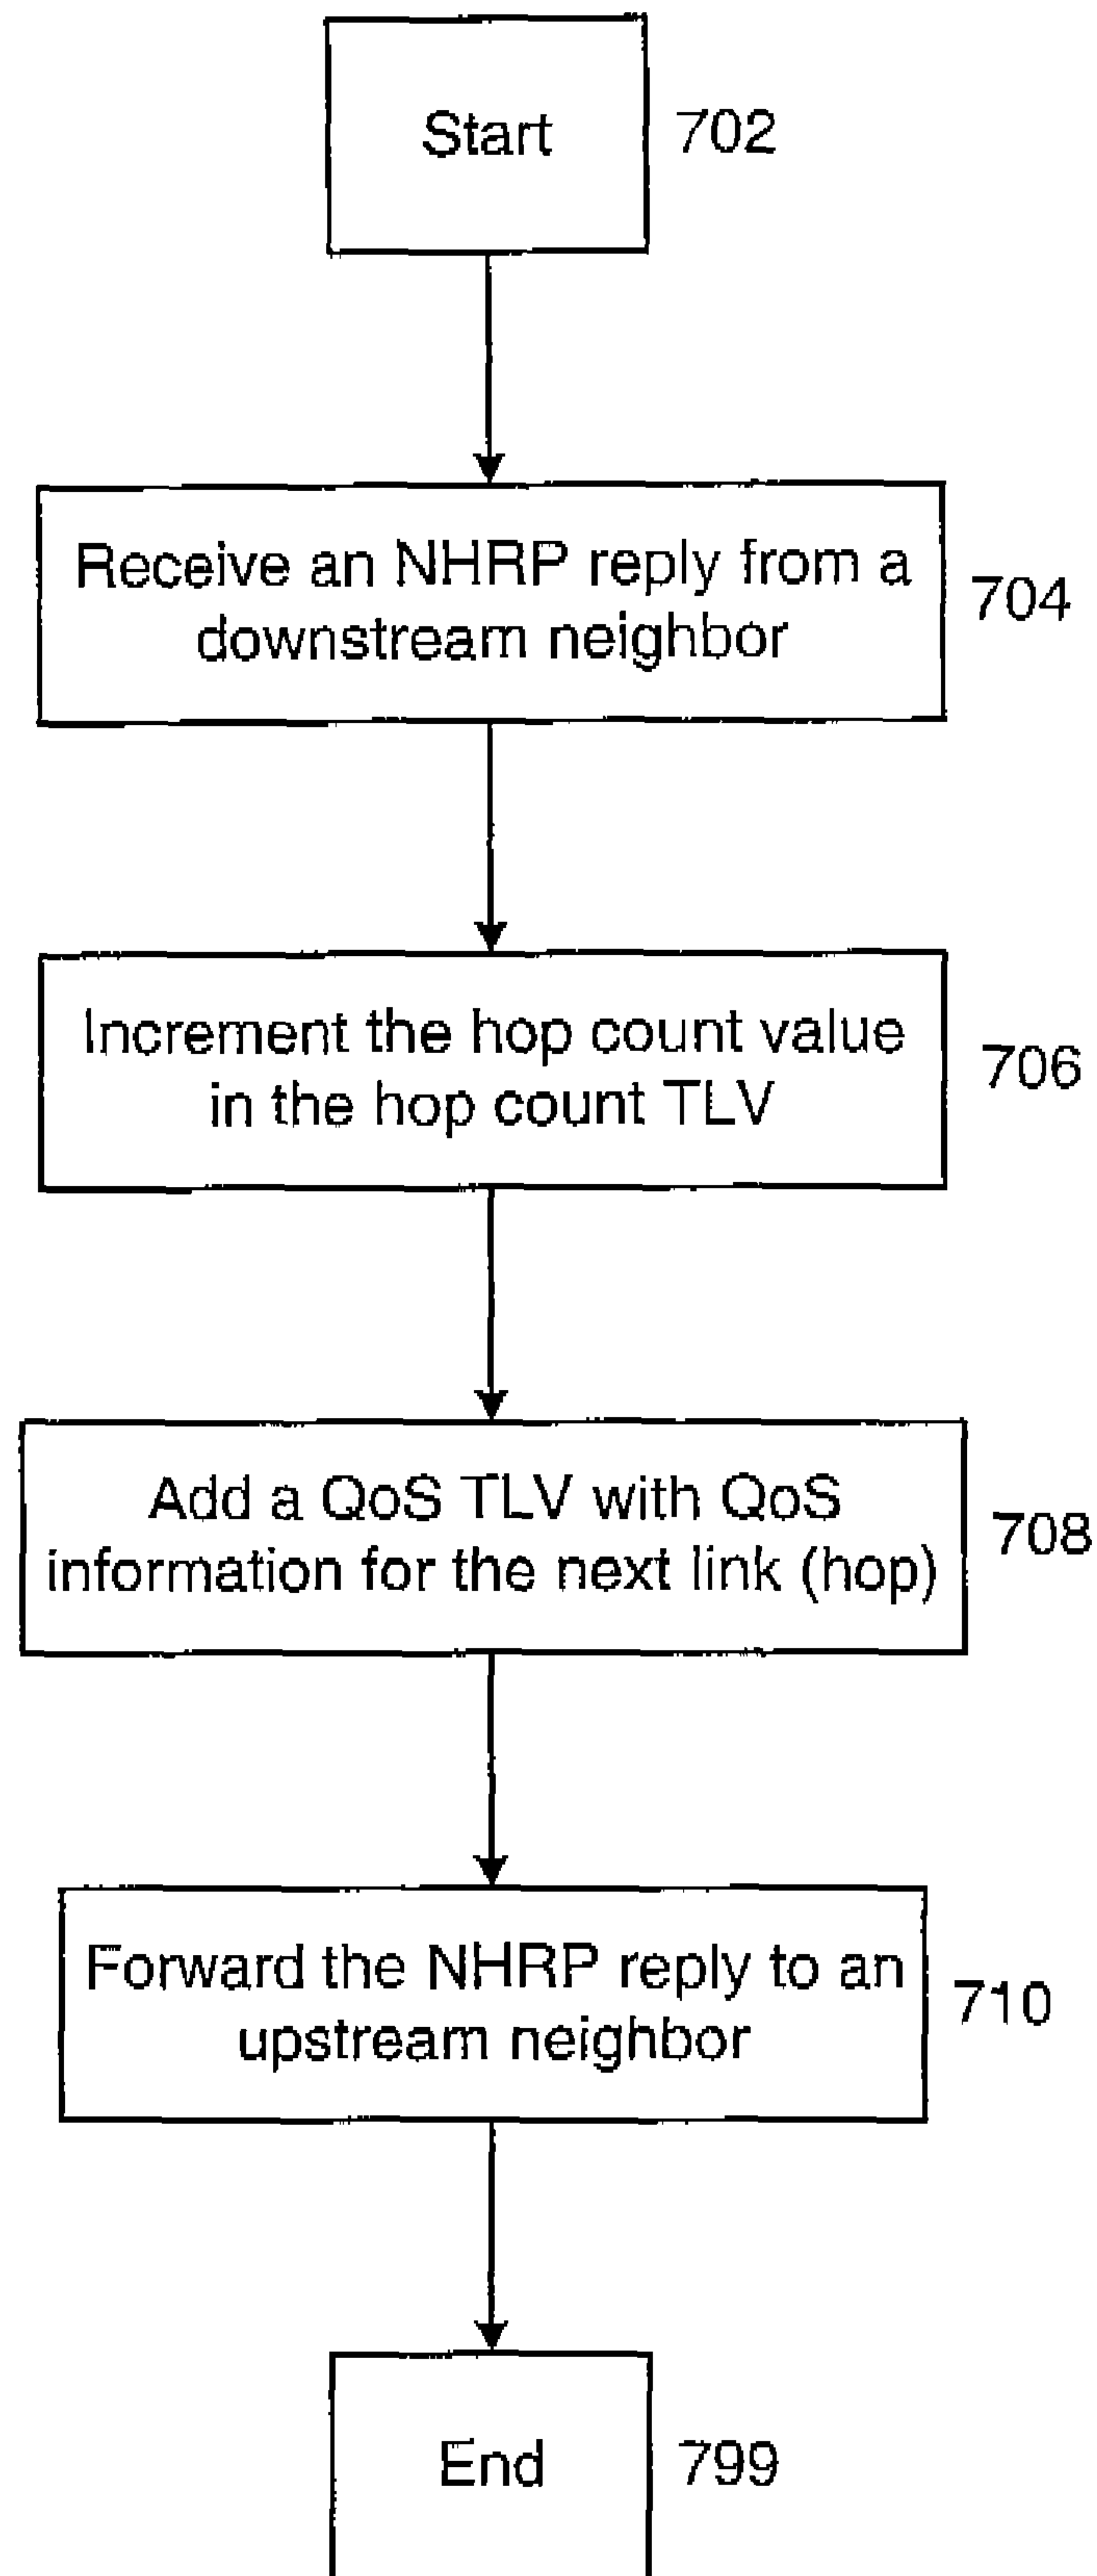 Start
702
Receive an NHRP reply from a
downstream neighbor
704
Increment the hop count value
in the hop count TLV
706
Add a QoS TLV with QoS
information for the next link (hop)
708
Forward the NHRP reply to an
upstream neighbor
710
End
799